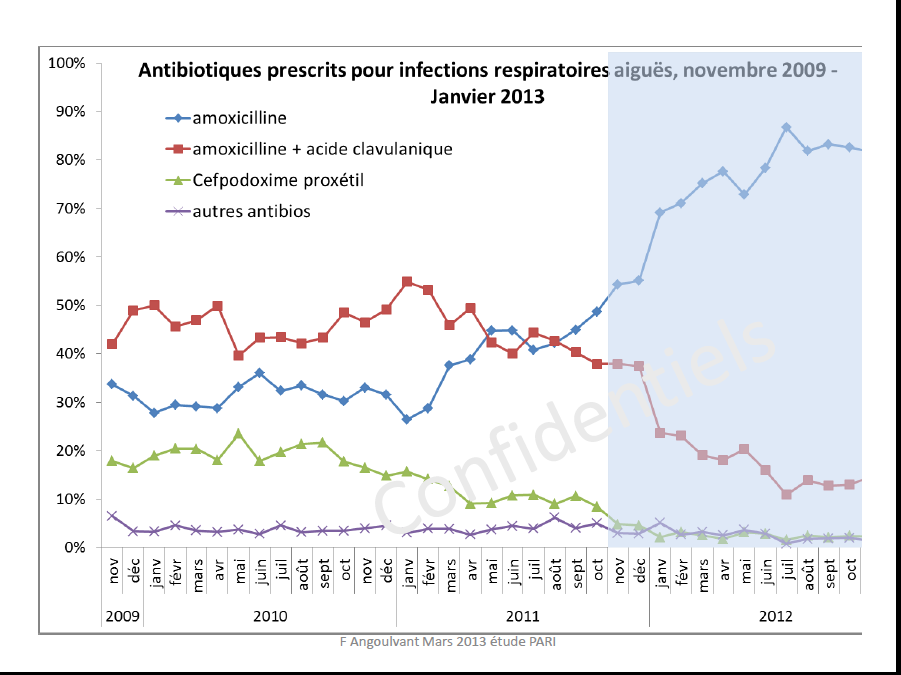 Antibiotiques prescrits pour infections respiratoires aiguës, novembre 2009 -
Janvier 2013
100%
90%
80%
70%
60%
50%
40%
30%
20%
10%
0%
amoxicilline
amoxicilline + acide clavulanique
Cefpodoxime proxétil
autres antibios
Confidentiels
nov déc janv févr mars avr mai juin juil août sept oct nov déc janv févr mars avr mai juin juil août sept oct nov déc janv févr mars avr mai juin juil août sept oct
2009 2010 2011 2012
F Angoulvant Mars 2013 étude PARI